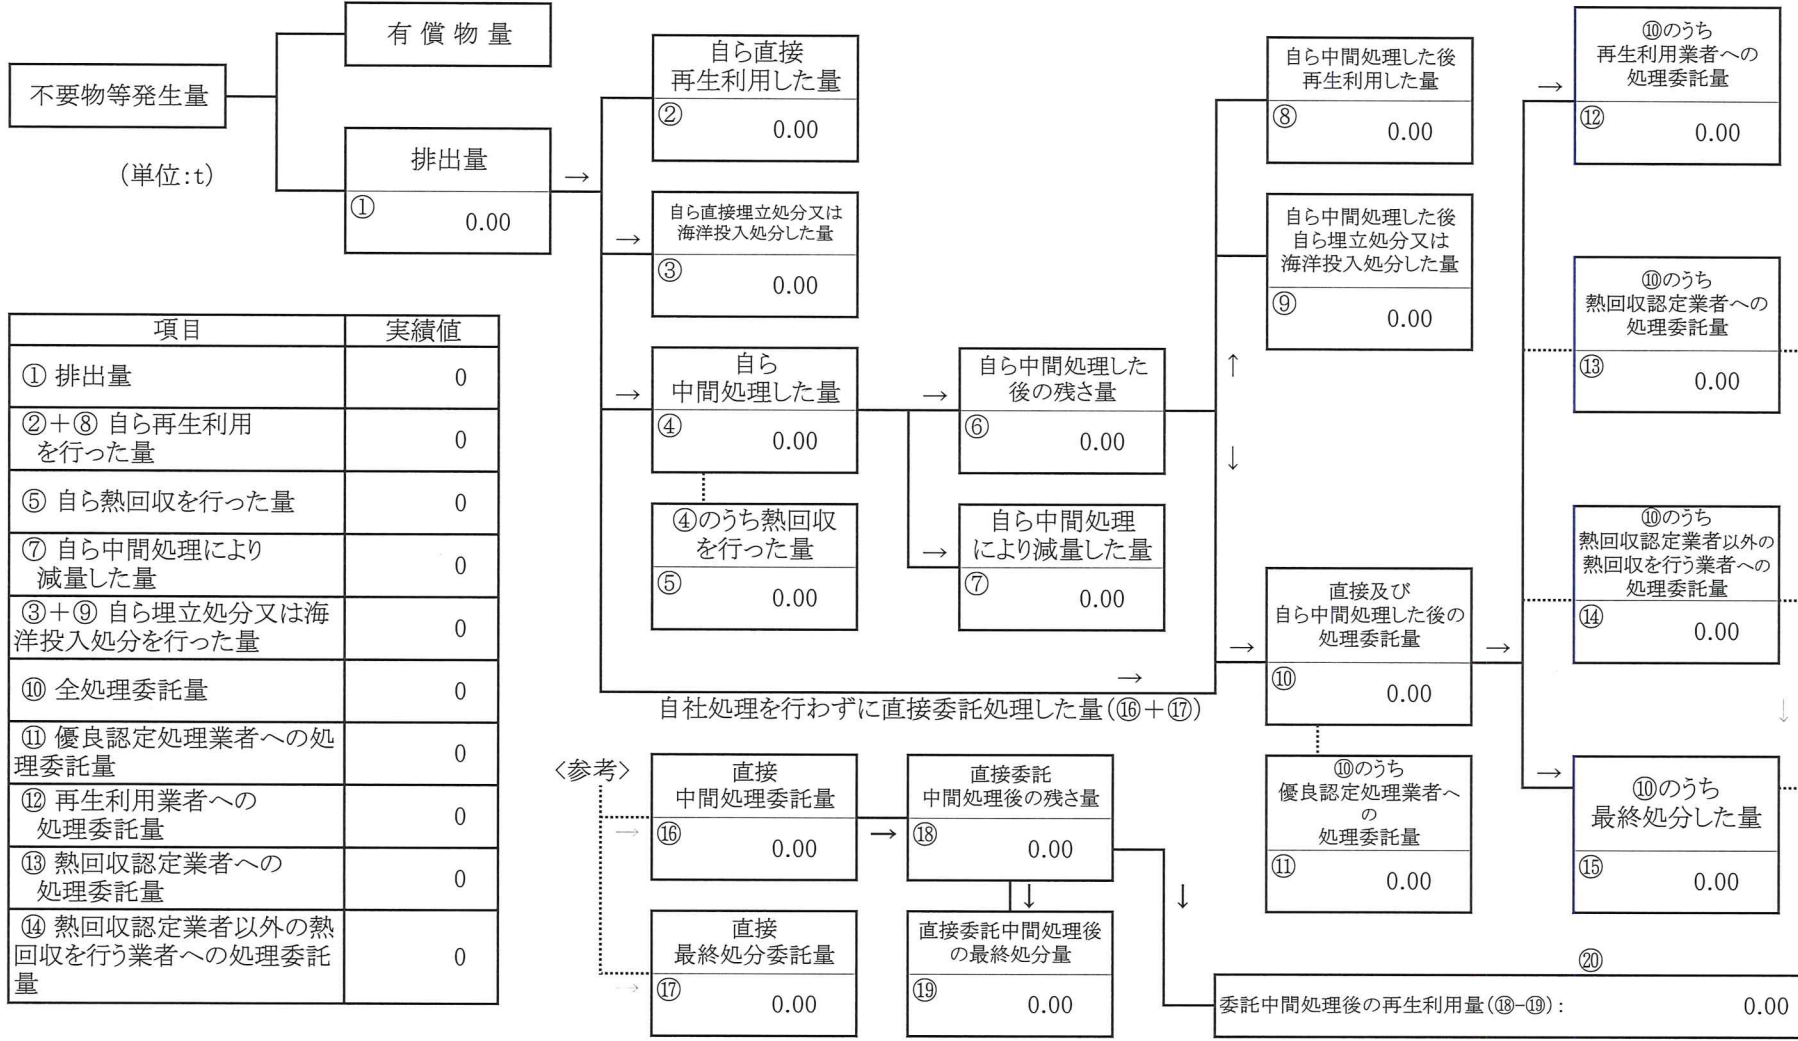 不要物等発生量
(単位:t)
有 償 物 量
排出量
① 0.00
自ら直接
再生利用した量
② 0.00
自ら直接埋立処分又は
海洋投入処分した量
③ 0.00
自ら
中間処理した量
④ 0.00
④のうち熱回収
を行った量
⑤ 0.00
自ら中間処理した
後の残さ量
⑥ 0.00
自ら中間処理
により減量した量
⑦ 0.00
自ら中間処理した後
再生利用した量
⑧ 0.00
自ら中間処理した後
自ら埋立処分又は
海洋投入処分した量
⑨ 0.00
直接及び
自ら中間処理した後の
処理委託量
⑩ 0.00
⑩のうち
優良認定処理業者へ
の
処理委託量
⑪ 0.00
⑩のうち
再生利用業者への
処理委託量
⑫ 0.00
⑩のうち
熱回収認定業者への
処理委託量
⑬ 0.00
⑩のうち
熱回収認定業者以外の
熱回収を行う業者への
処理委託量
⑭ 0.00
⑩のうち
最終処分した量
⑮ 0.00
自社処理を行わずに直接委託処理した量(⑯+⑰)
<参考>
直接
中間処理委託量
⑯ 0.00
直接
最終処分委託量
⑰ 0.00
直接委託
中間処理後の残さ量
⑱ 0.00
直接委託中間処理後
の最終処分量
⑲ 0.00
⑳
委託中間処理後の再生利用量(⑱-⑲): 0.00
項目 実績値
① 排出量 0
②+⑧ 自ら再生利用
を行った量 0
⑤ 自ら熱回収を行った量 0
⑦ 自ら中間処理により
減量した量 0
③+⑨ 自ら埋立処分又は海
洋投入処分を行った量 0
⑩ 全処理委託量 0
⑪ 優良認定処理業者への処
理委託量 0
⑫ 再生利用業者への
処理委託量 0
⑬ 熱回収認定業者への
処理委託量 0
⑭ 熱回収認定業者以外の熱
回収を行う業者への処理委託
量 0